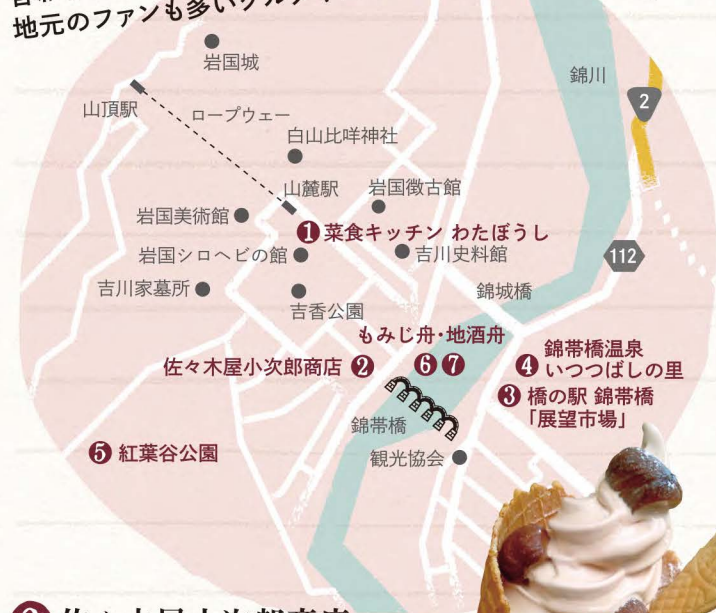 地元のファンも多いグルメ
岩国城
錦川
山頂駅
ロープウェー
2
白山比咩神社
山麓駅
岩国徴古館
岩国美術館
❶ 菜食キッチン わたぼうし
岩国シロヘビの館
吉川史料館
112
吉川家墓所
吉香公園
錦城橋
もみじ舟・地酒舟
❻ ❼
佐々木屋小次郎商店 ❷
❹ 錦帯橋温泉
いつつばしの里
❸ 橋の駅 錦帯橋
「展望市場」
錦帯橋
❺ 紅葉谷公園
観光協会